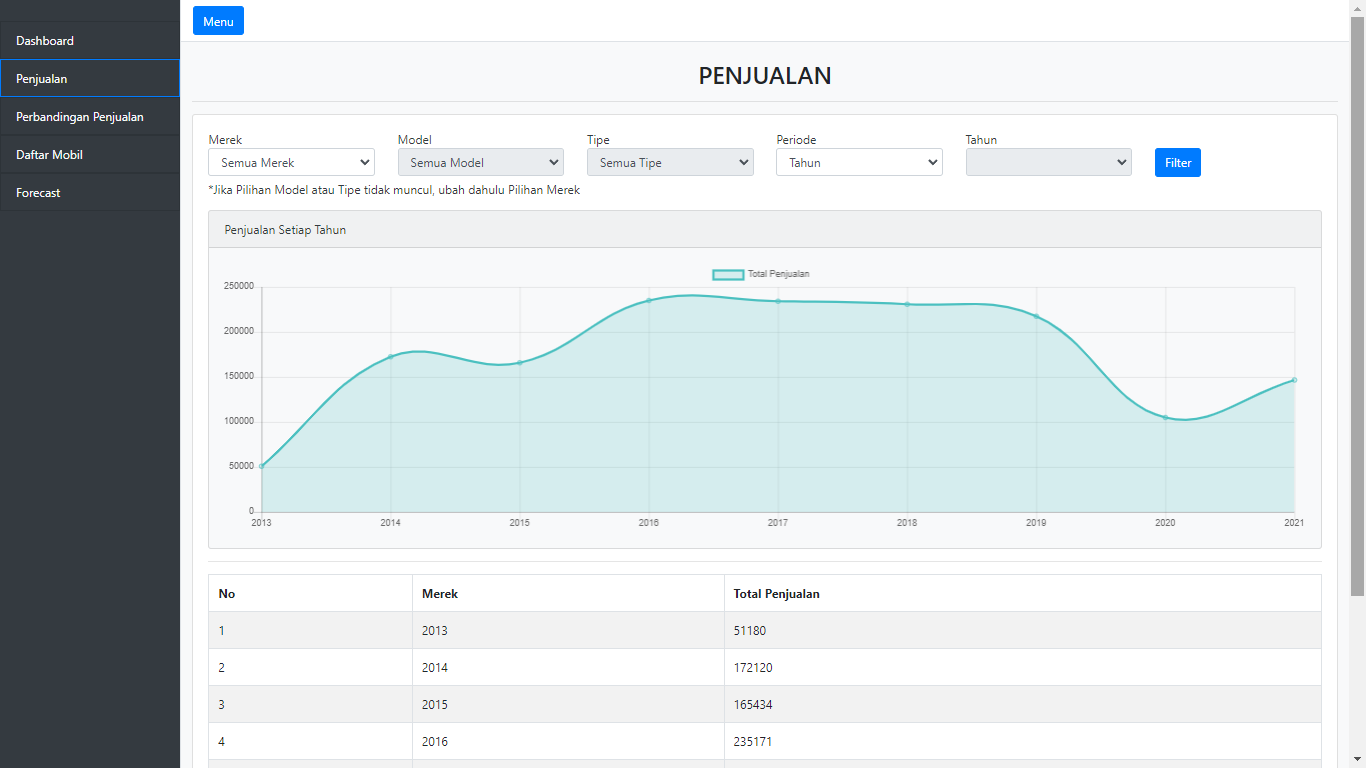 Menu
Dashboard
Penjualan
Perbandingan Penjualan
Daftar Mobil
Forecast
PENJUALAN
Merek Model Tipe Periode Tahun
Semua Merek Semua Model Semua Tipe Tahun Filter
*Jika Pilihan Model atau Tipe tidak muncul, ubah dahulu Pilihan Merek
Penjualan Setiap Tahun
Total Penjualan
250000
200000
150000
100000
50000
0
2013 2014 2015 2016 2017 2018 2019 2020 2021
No Merek Total Penjualan
1 2013 51180
2 2014 172120
3 2015 165434
4 2016 235171